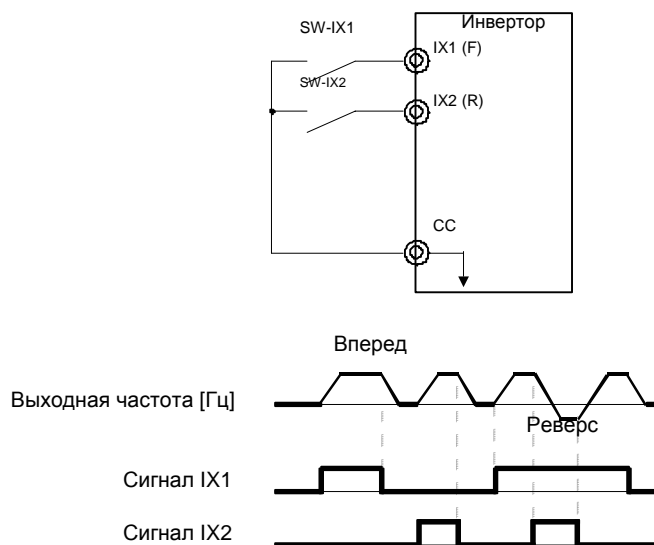 Инвертор
SW-IX1
IX1 (F)
SW-IX2
IX2 (R)
CC
Вперед
Выходная частота [Гц]
Реверс
Сигнал IX1
Сигнал IX2